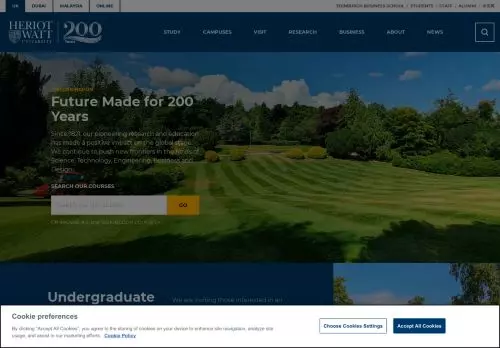 UK DUBAI MALAYSIA ONLINE
EDINBURGH BUSINESS SCHOOL STUDENTS STAFF ALUMNI 中文网
HERIOT WATT UNIVERSITY 200 Years
STUDY CAMPUSES VISIT RESEARCH BUSINESS ABOUT NEWS
Future Made for 200
Years
Since 1821, our pioneering research and education
has made a positive impact on the global stage.
We continue to push new frontiers in the fields of
Science, Technology, Engineering, Business and
Design.
SEARCH OUR COURSES
GO
Undergraduate
We are inviting those interested in an
Cookie preferences
By clicking "Accept All Cookies", you agree to the storing of cookies on your device to enhance site navigation, analyze site
usage, and assist in our marketing efforts. Cookie Policy
Choose Cookies Settings
Accept All Cookies